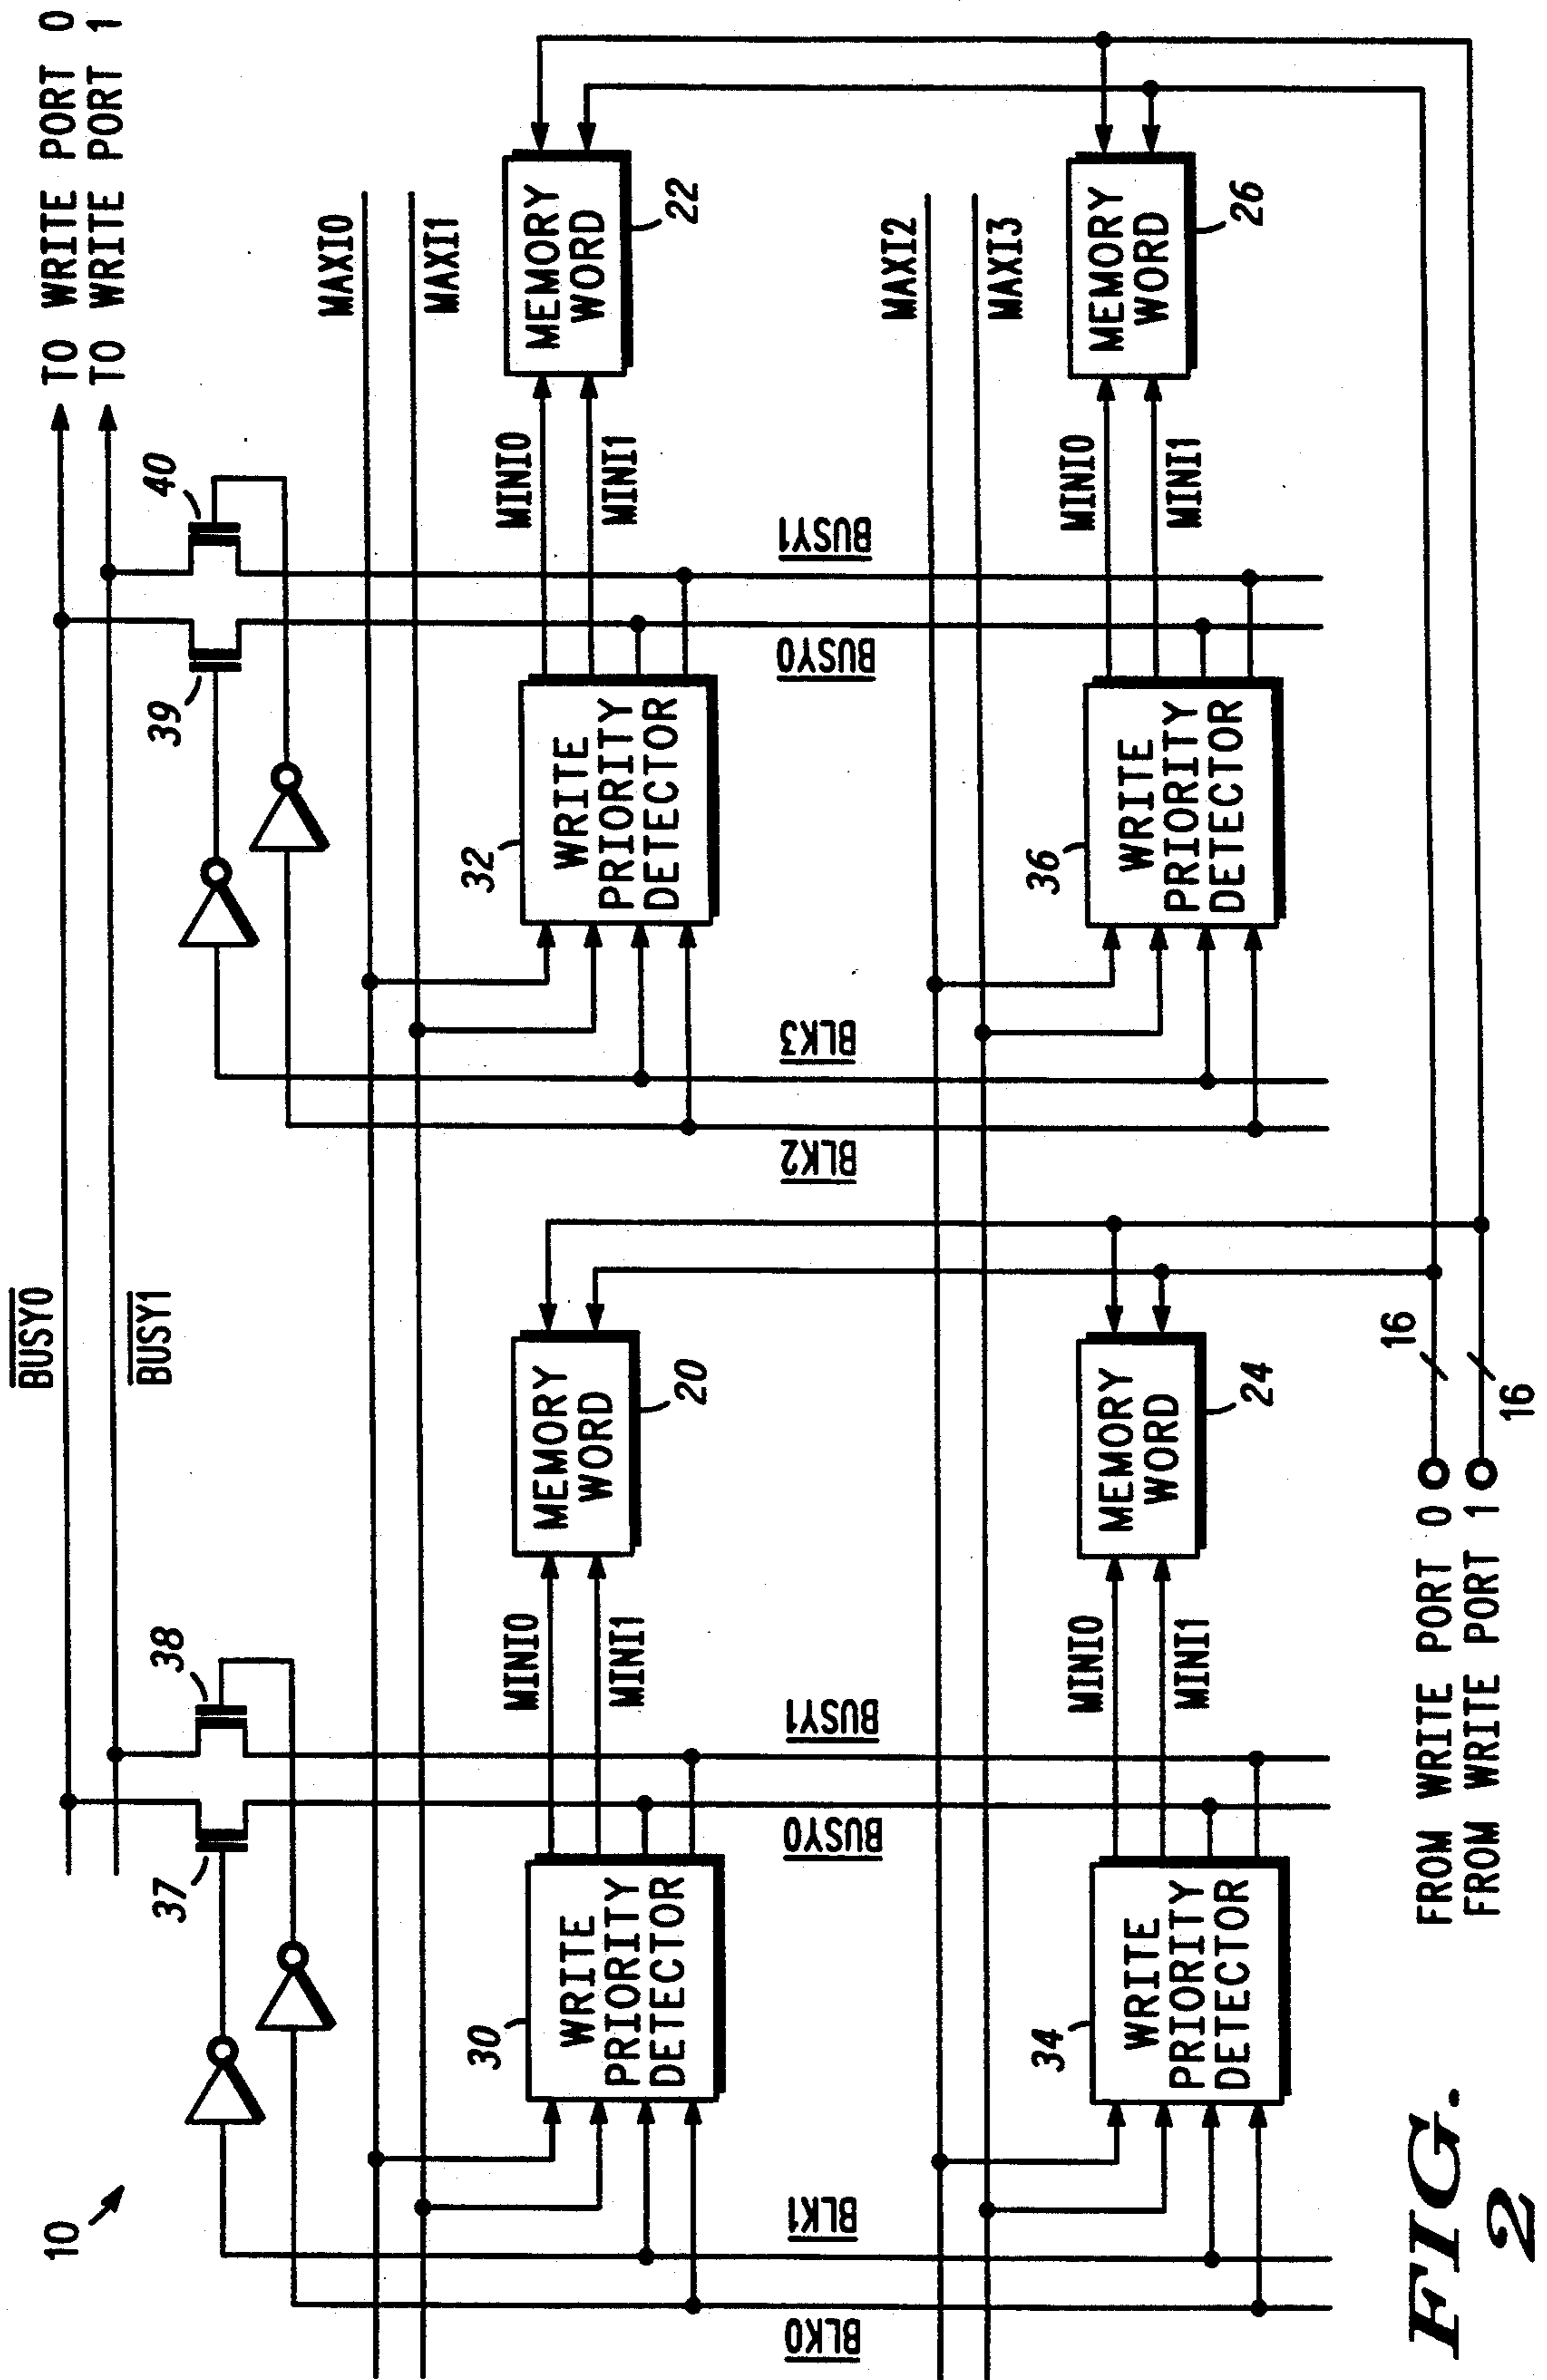 10
BUSY0
BUSY1
TO WRITE PORT 0
TO WRITE PORT 1
37
38
39
40
MAXI0
MAXI1
30
WRITE
PRIORITY
DETECTOR
MINI0
MINI1
MEMORY
WORD
20
32
WRITE
PRIORITY
DETECTOR
MINI0
MINI1
MEMORY
WORD
22
BLK0
BLK1
BUSY0
BUSY1
BLK2
BLK3
BUSY0
BUSY1
MAXI2
MAXI3
34
WRITE
PRIORITY
DETECTOR
MINI0
MINI1
MEMORY
WORD
24
36
WRITE
PRIORITY
DETECTOR
MINI0
MINI1
MEMORY
WORD
26
FROM WRITE PORT 0
FROM WRITE PORT 1
16
16
FIG.
2